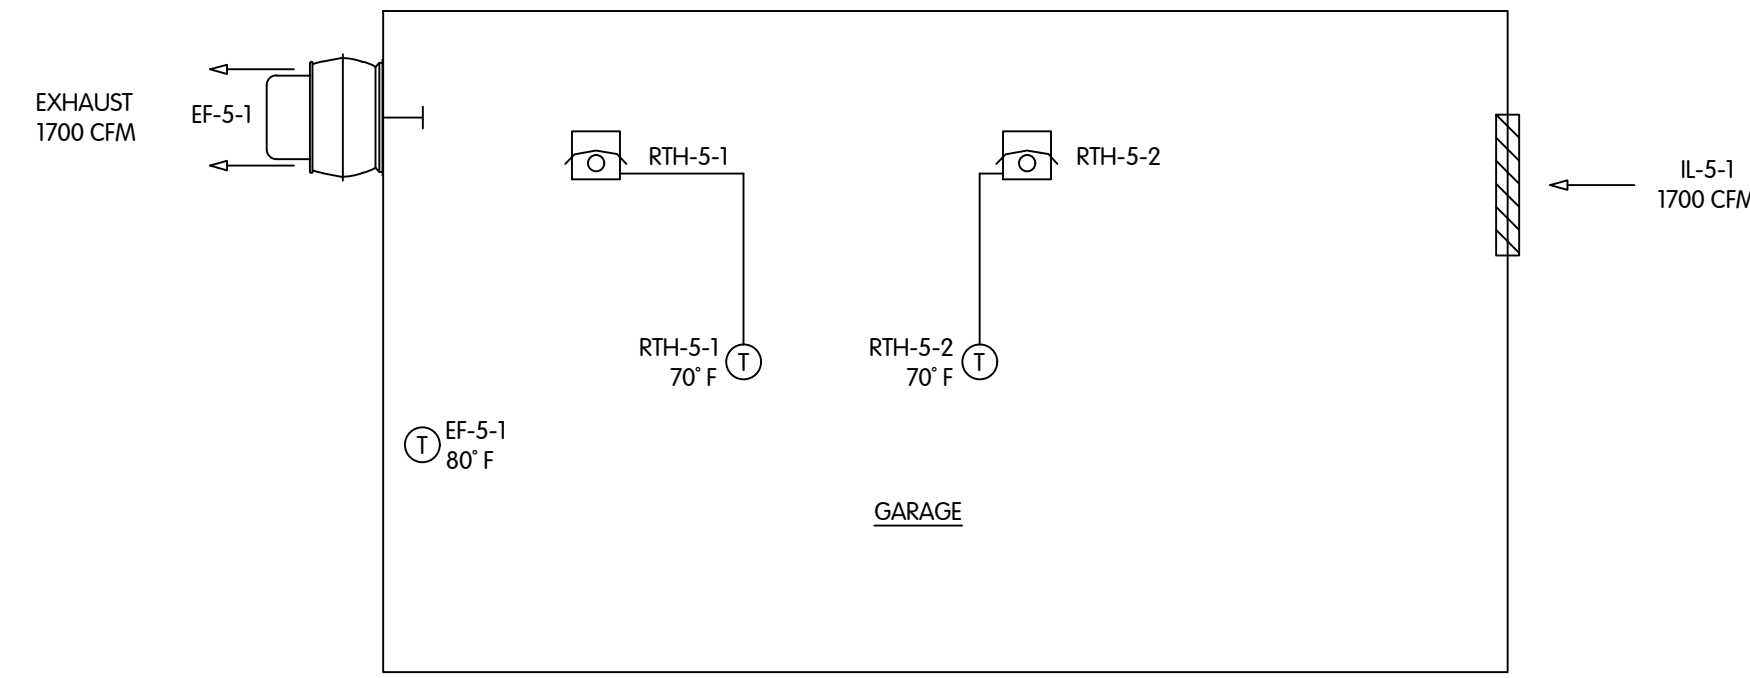 EXHAUST
1700 CFM
EF-5-1
RTH-5-1
RTH-5-2
IL-5-1
1700 CFM
RTH-5-1
70° F
T
RTH-5-2
70° F
T
T
EF-5-1
80° F
GARAGE